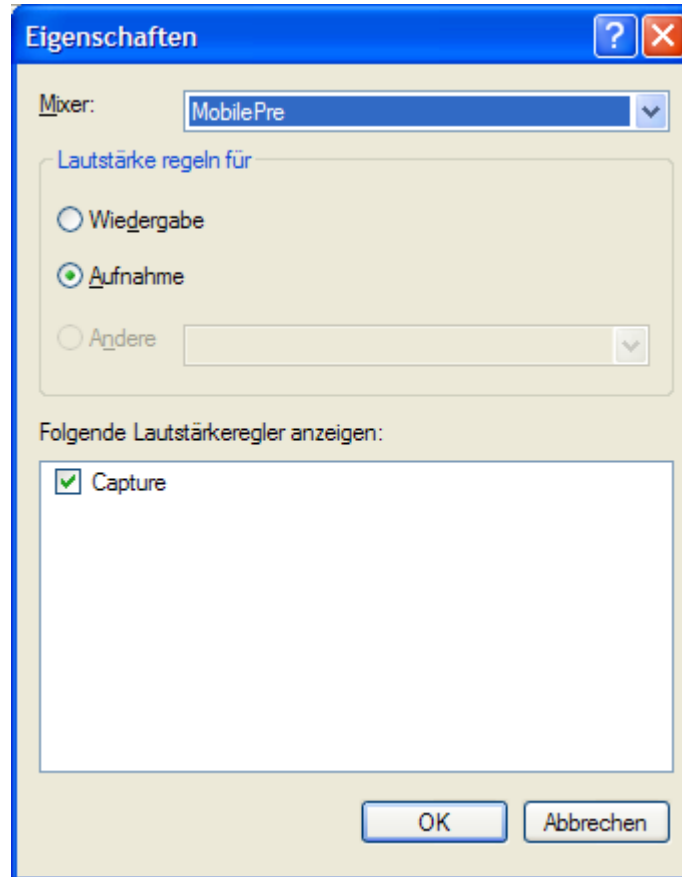 Eigenschaften
Mixer: MobilePre
Lautstärke regeln für
Wiedergabe
Aufnahme
Andere
Folgende Lautstärkeregler anzeigen:
Capture
OK Abbrechen